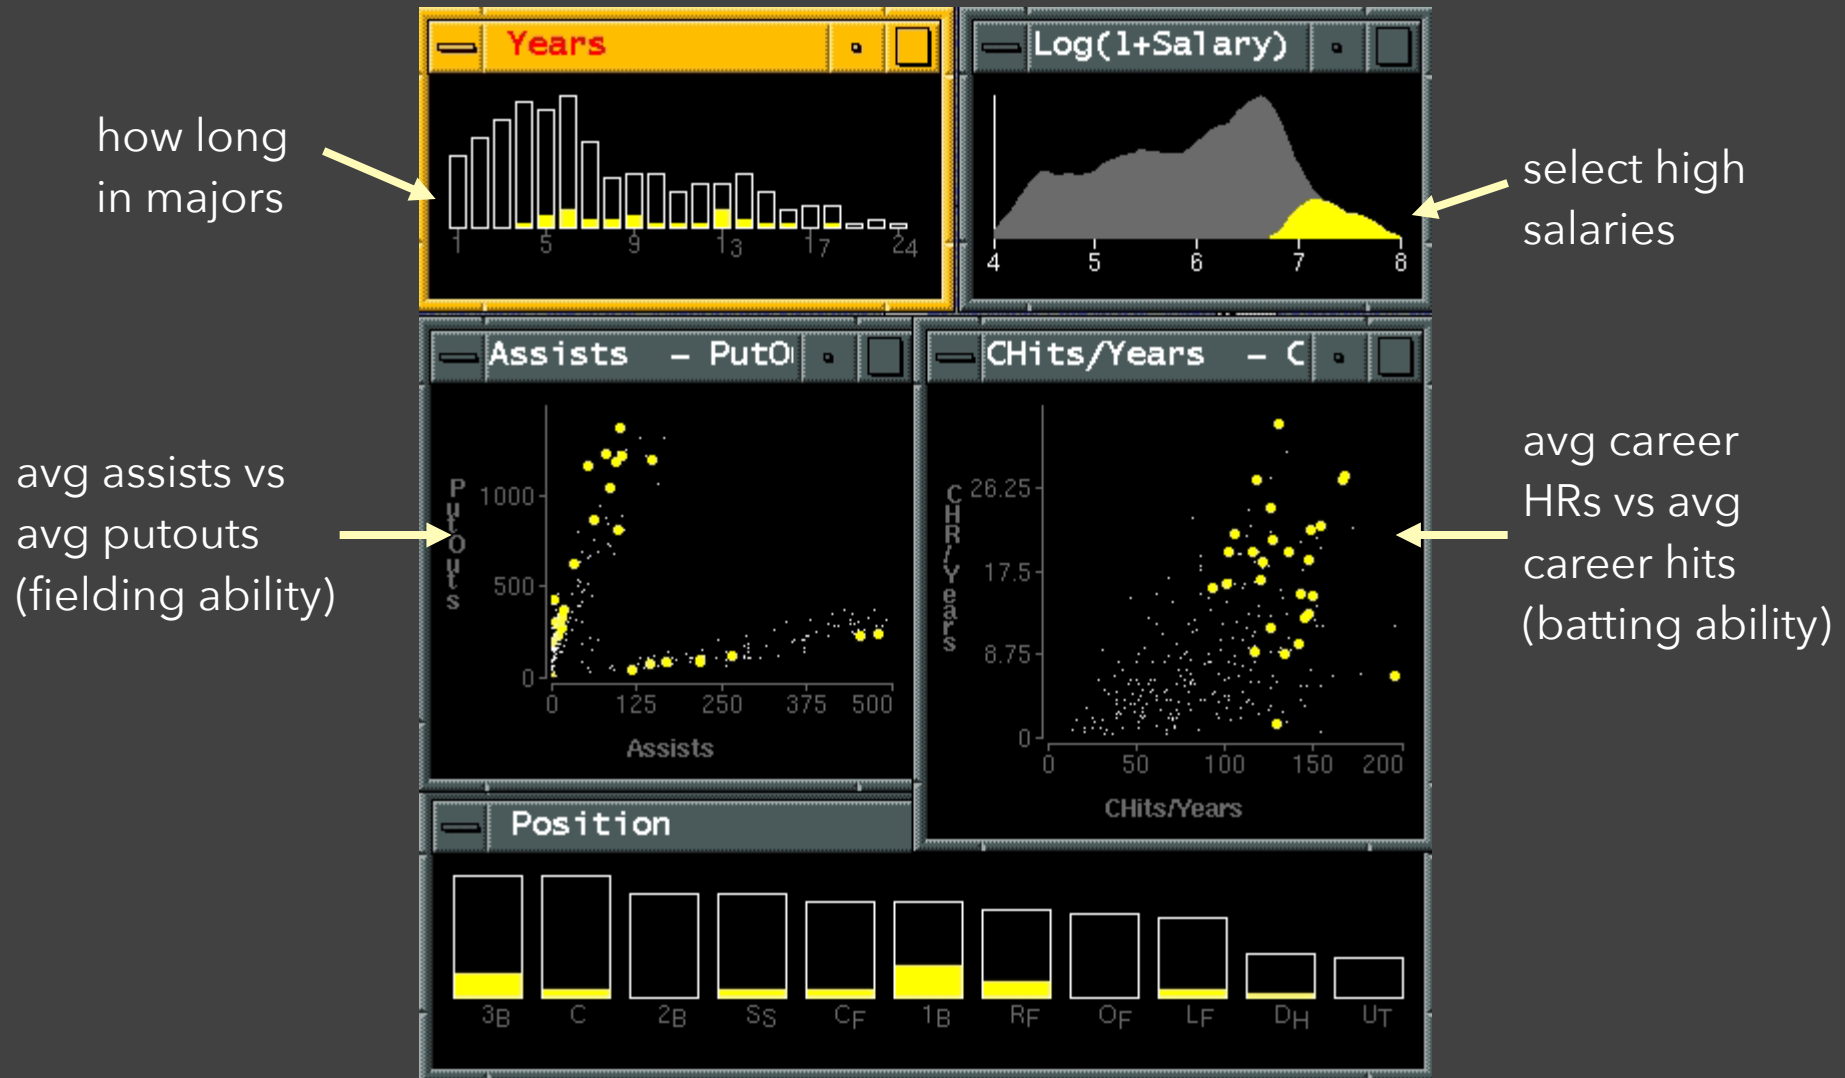 Years
Log(1+Salary)
how long
in majors
select high
salaries
1 5 9 13 17 24
4 5 6 7 8
Assists - PutO
CHits/Years - C
avg assists vs
avg putouts
(fielding ability)
avg career
HRs vs avg
career hits
(batting ability)
PutOuts
1000
500
0
0 125 250 375 500
Assists
CHR/Years
26.25
17.5
8.75
0
0 50 100 150 200
CHits/Years
Position
3B C 2B SS CF 1B RF OF LF DH UT